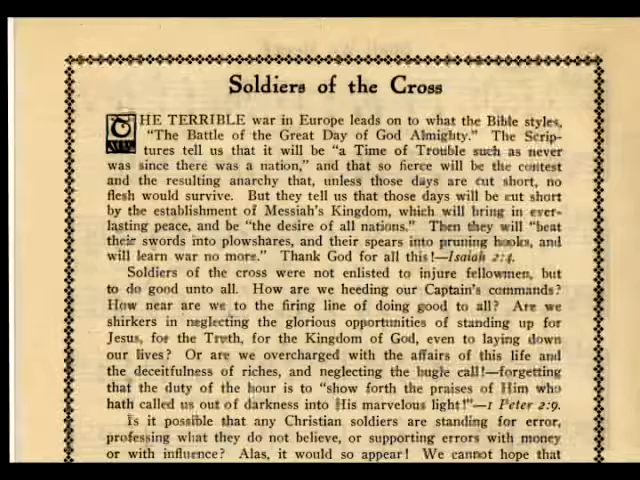 Soldiers of the Cross
THE TERRIBLE war in Europe leads on to what the Bible styles,
"The Battle of the Great Day of God Almighty." The Scrip-
tures tell us that it will be "a Time of Trouble such as never
was since there was a nation," and that so fierce will be the contest
and the resulting anarchy that, unless those days are cut short, no
flesh would survive. But they tell us that those days will be cut short
by the establishment of Messiah's Kingdom, which will bring in ever-
lasting peace, and be "the desire of all nations." Then they will "beat
their swords into plowshares, and their spears into pruning hooks, and
will learn war no more." Thank God for all this!—Isaiah 2:4.
Soldiers of the cross were not enlisted to injure fellowmen, but
to do good unto all. How are we heeding our Captain's commands?
How near are we to the firing line of doing good to all? Are we
shirkers in neglecting the glorious opportunities of standing up for
Jesus, for the Truth, for the Kingdom of God, even to laying down
our lives? Or are we overcharged with the affairs of this life and
the deceitfulness of riches, and neglecting the bugle call!—forgetting
that the duty of the hour is to "show forth the praises of Him who
hath called us out of darkness into His marvelous light!"—1 Peter 2:9.
Is it possible that any Christian soldiers are standing for error,
professing what they do not believe, or supporting errors with money
or with influence? Alas, it would so appear! We cannot hope that